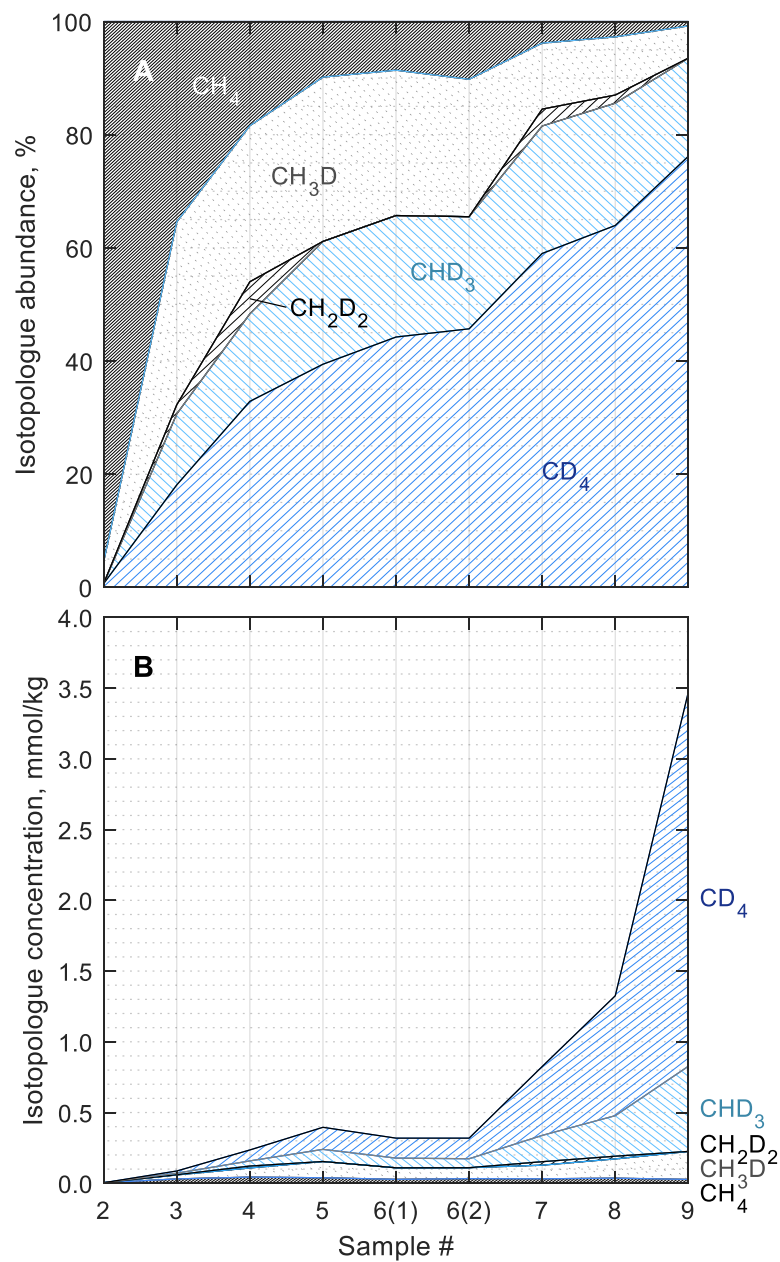 100
80
60
40
20
0
Isotopologue abundance, %
A
CH₄
CH₃D
CHD₃
CH₂D₂
CD₄
4.0
3.5
3.0
2.5
2.0
1.5
1.0
0.5
0.0
Isotopologue concentration, mmol/kg
B
CD₄
CHD₃
CH₂D₂
CH₃D
CH₄
2 3 4 5 6(1) 6(2) 7 8 9
Sample #